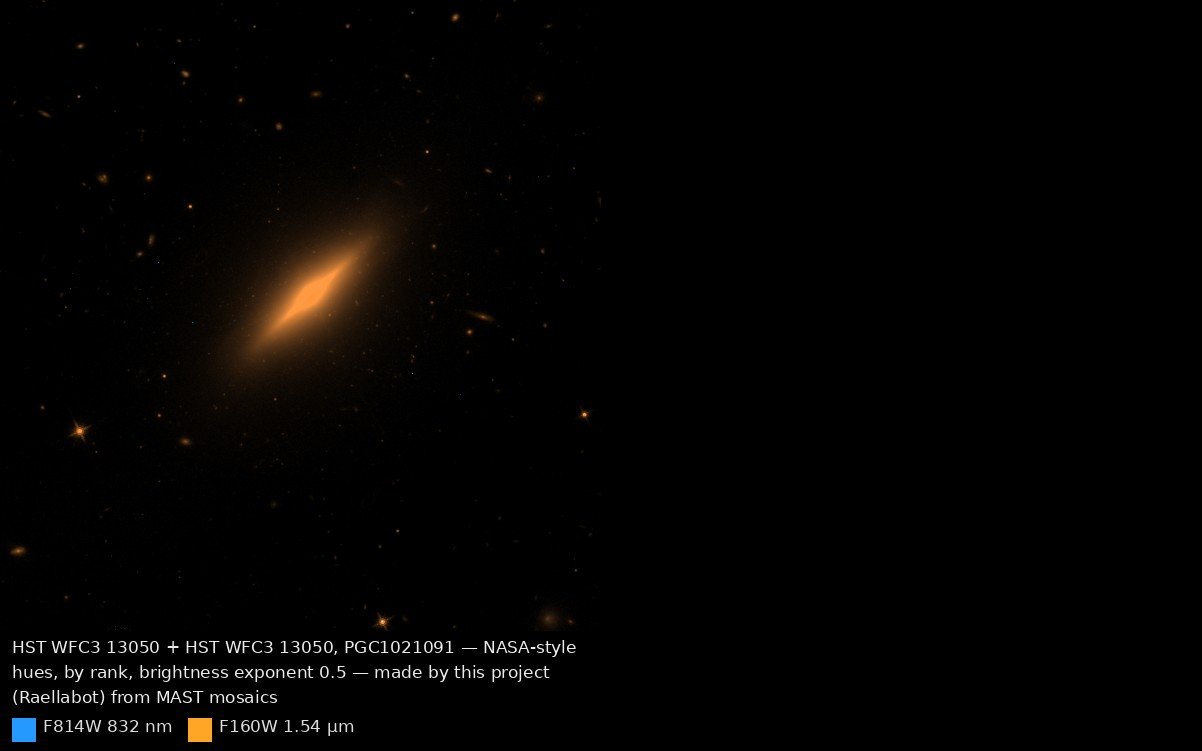 HST WFC3 13050 + HST WFC3 13050, PGC1021091 — NASA-style
hues, by rank, brightness exponent 0.5 — made by this project
(Raellabot) from MAST mosaics
F814W 832 nm F160W 1.54 µm